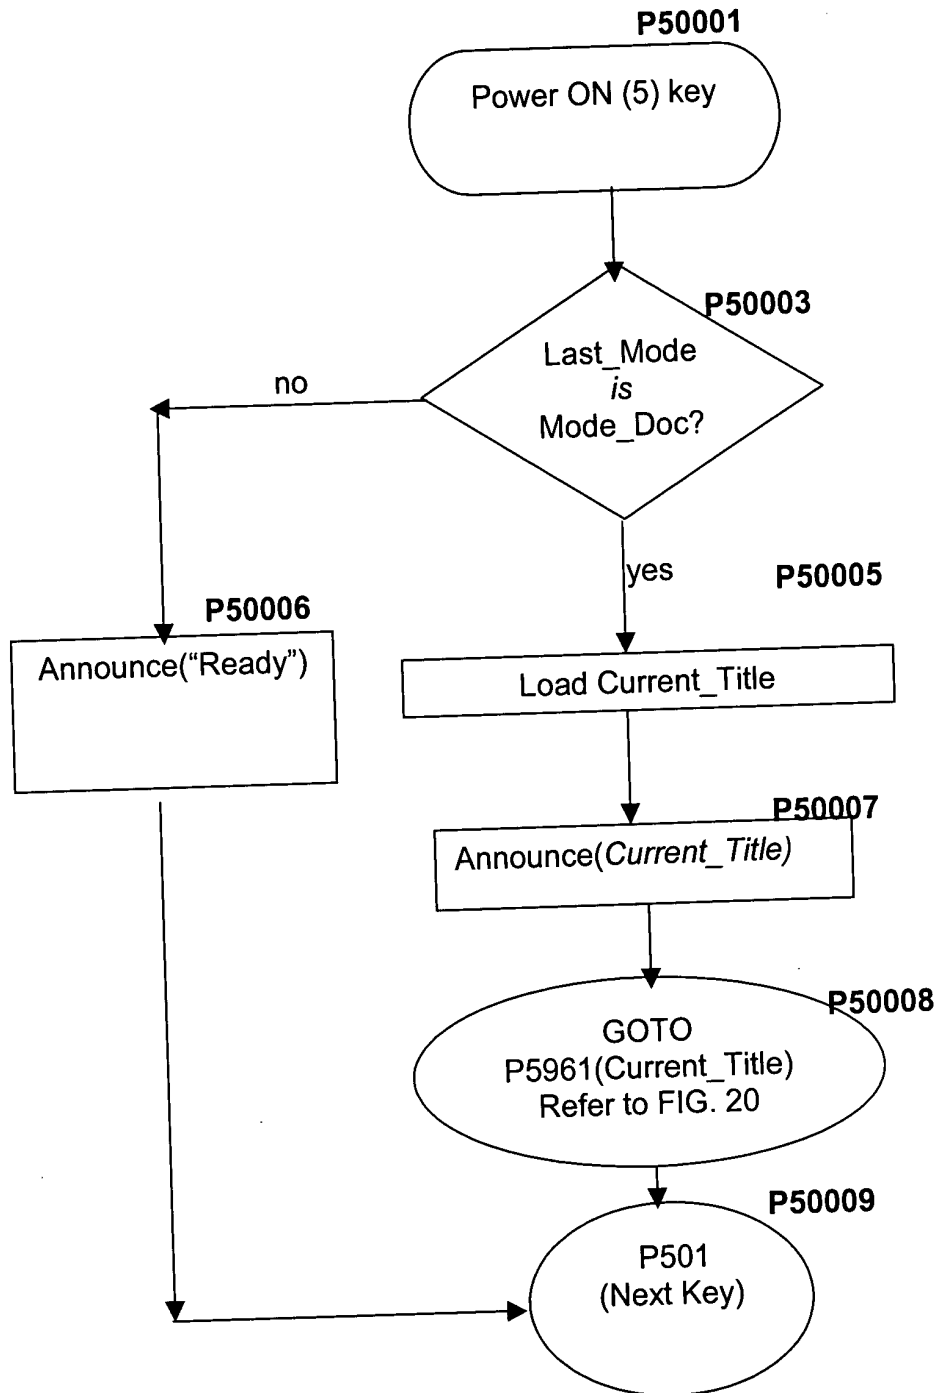 P50001
Power ON (5) key
P50003
Last_Mode
is
Mode_Doc?
no
yes
P50005
P50006
Announce(“Ready”)
Load Current_Title
P50007
Announce(Current_Title)
P50008
GOTO
P5961(Current_Title)
Refer to FIG. 20
P50009
P501
(Next Key)